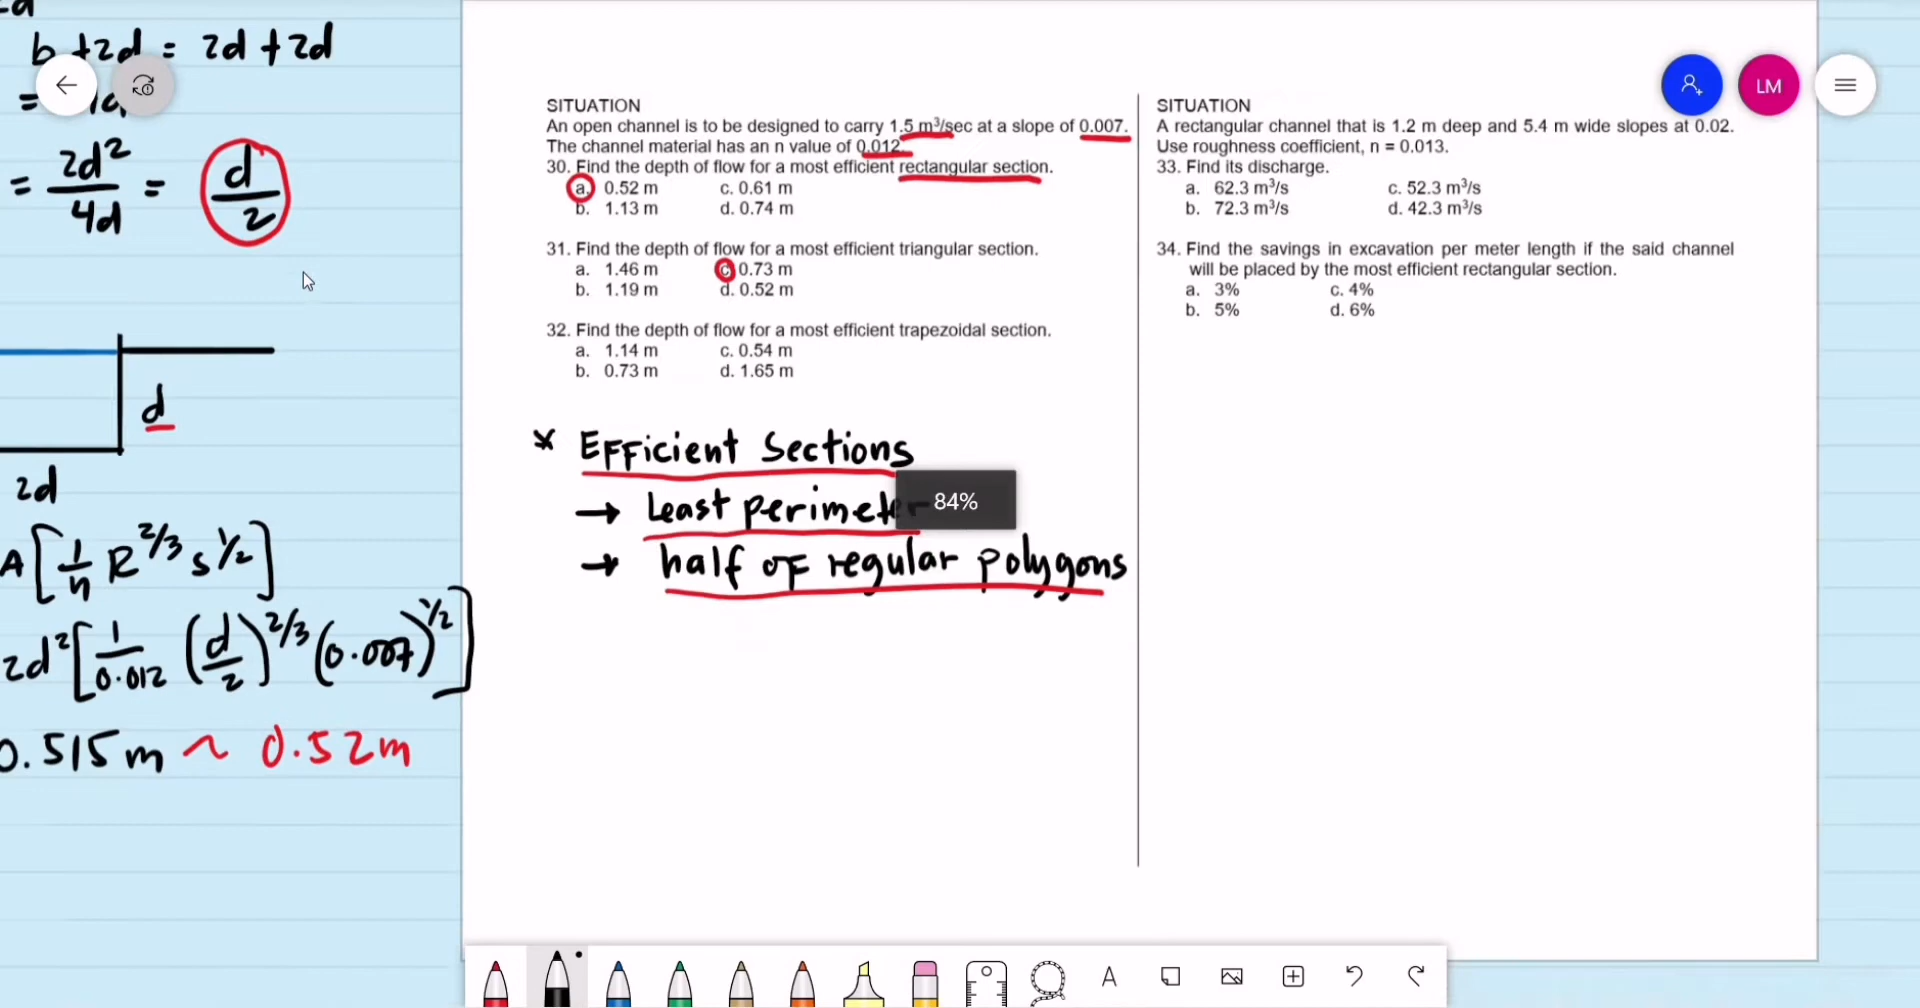 b + 2d = 2d + 2d
=
= 2d² / 4d = d / 2
d
2d
A [ 1/n R^2/3 s^1/2 ]
2d² [ 1/0.012 (d/2)^2/3 (0.007)^1/2 ]
0.515 m ~ 0.52 m
SITUATION
An open channel is to be designed to carry 1.5 m³/sec at a slope of 0.007.
The channel material has an n value of 0.012.
30. Find the depth of flow for a most efficient rectangular section.
a. 0.52 m c. 0.61 m
b. 1.13 m d. 0.74 m
31. Find the depth of flow for a most efficient triangular section.
a. 1.46 m c. 0.73 m
b. 1.19 m d. 0.52 m
32. Find the depth of flow for a most efficient trapezoidal section.
a. 1.14 m c. 0.54 m
b. 0.73 m d. 1.65 m
* Efficient Sections
→ Least perimeter
84%
→ half of regular polygons
SITUATION
A rectangular channel that is 1.2 m deep and 5.4 m wide slopes at 0.02.
Use roughness coefficient, n = 0.013.
33. Find its discharge.
a. 62.3 m³/s c. 52.3 m³/s
b. 72.3 m³/s d. 42.3 m³/s
34. Find the savings in excavation per meter length if the said channel
will be placed by the most efficient rectangular section.
a. 3% c. 4%
b. 5% d. 6%
LM
A